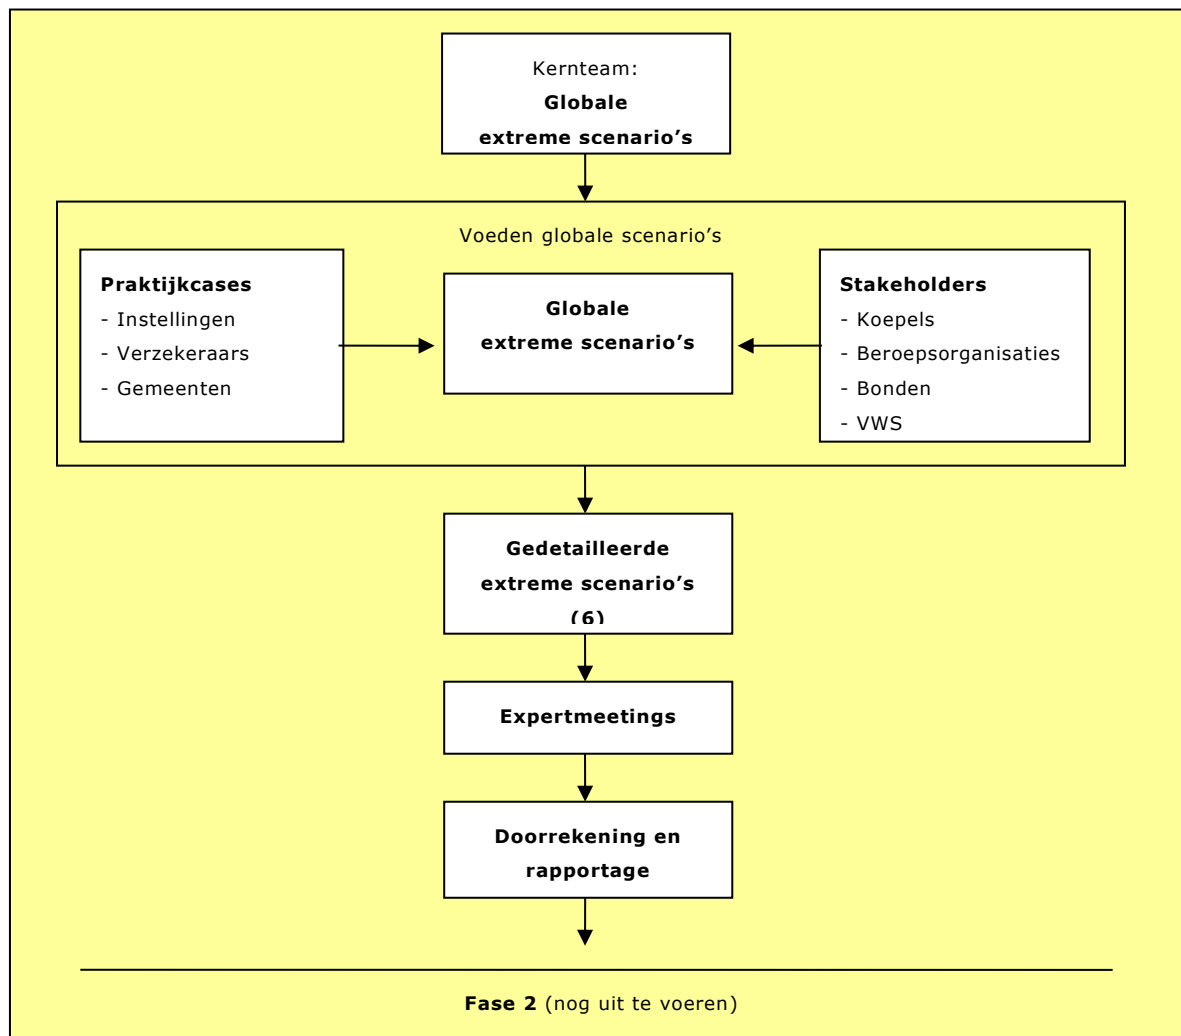 Kernteam:
Globale
extreme scenario's
Voeden globale scenario's
Praktijkcases
- Instellingen
- Verzekeraars
- Gemeenten
Globale
extreme scenario's
Stakeholders
- Koepels
- Beroepsorganisaties
- Bonden
- VWS
Gedetailleerde
extreme scenario's
(6)
Expertmeetings
Doorrekening en
rapportage
Fase 2 (nog uit te voeren)